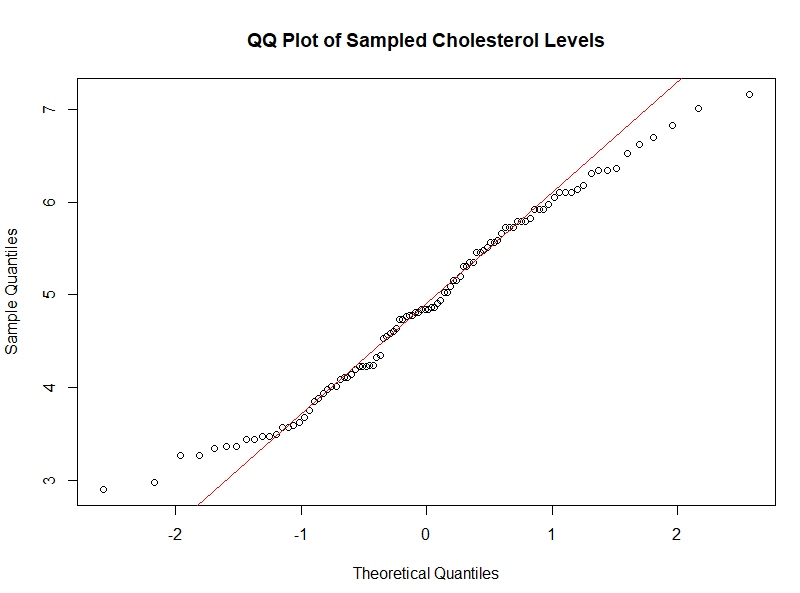 QQ Plot of Sampled Cholesterol Levels
7
6
5
4
3
Sample Quantiles
-2 -1 0 1 2
Theoretical Quantiles